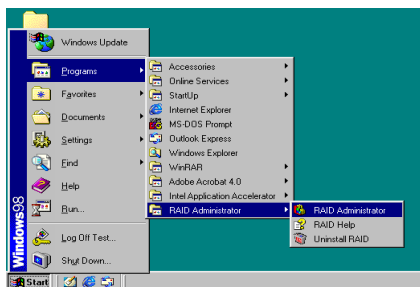 Windows Update
Programs
Favorites
Documents
Settings
Find
Help
Run...
Log Off Test...
Shut Down...
Windows98
Start
Accessories
Online Services
StartUp
Internet Explorer
MS-DOS Prompt
Outlook Express
Windows Explorer
WinRAR
Adobe Acrobat 4.0
Intel Application Accelerator
RAID Administrator
RAID Administrator
RAID Help
Uninstall RAID